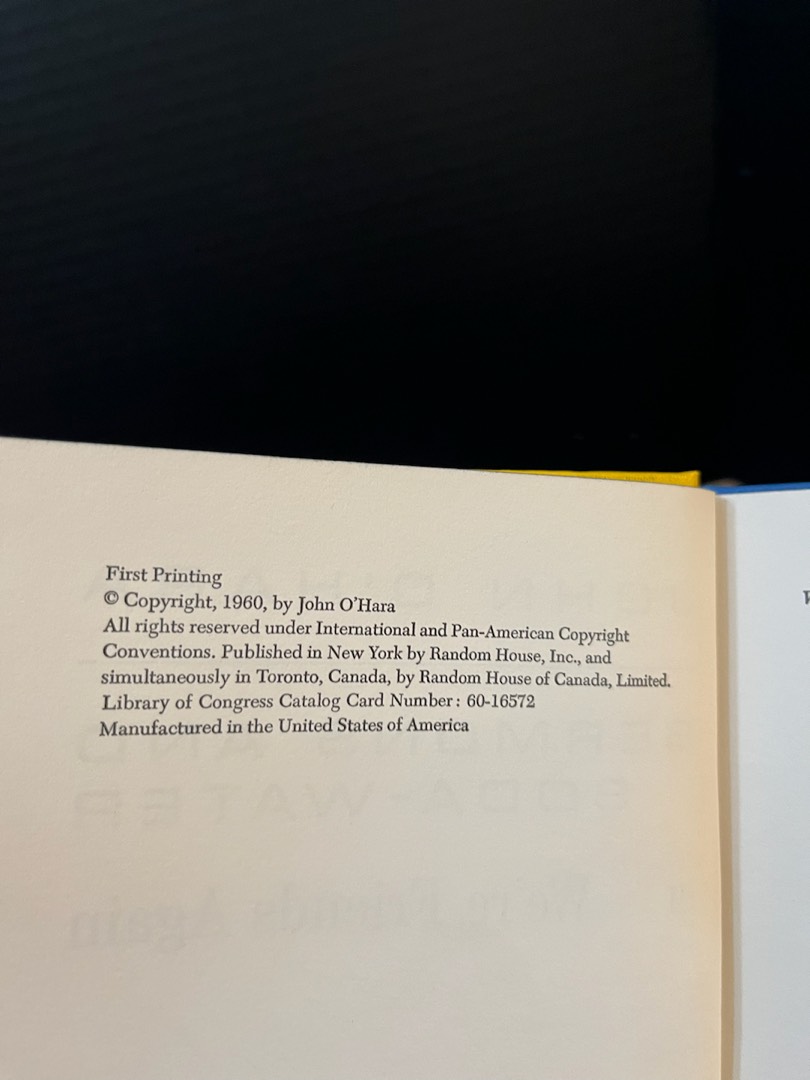 First Printing
© Copyright, 1960, by John O'Hara
All rights reserved under International and Pan-American Copyright
Conventions. Published in New York by Random House, Inc., and
simultaneously in Toronto, Canada, by Random House of Canada, Limited.
Library of Congress Catalog Card Number: 60-16572
Manufactured in the United States of America